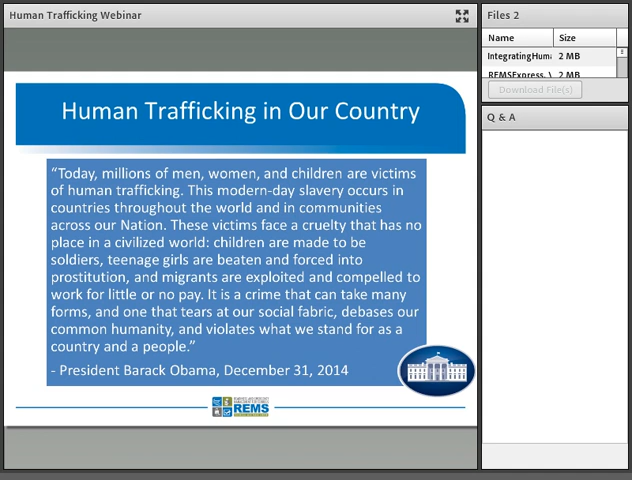 Human Trafficking Webinar
Files 2
Name
Size
IntegratingHum
2 MB
REMSExpress.
2 MB
Download File(s)
Q & A
Human Trafficking in Our Country
“Today, millions of men, women, and children are victims
of human trafficking. This modern-day slavery occurs in
countries throughout the world and in communities
across our Nation. These victims face a cruelty that has no
place in a civilized world: children are made to be
soldiers, teenage girls are beaten and forced into
prostitution, and migrants are exploited and compelled to
work for little or no pay. It is a crime that can take many
forms, and one that tears at our social fabric, debases our
common humanity, and violates what we stand for as a
country and a people.”
- President Barack Obama, December 31, 2014
REMS